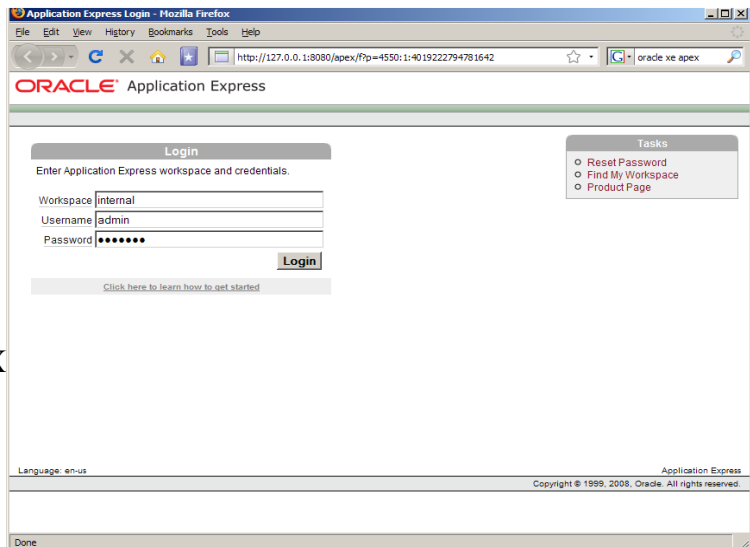 Application Express Login - Mozilla Firefox
File Edit View History Bookmarks Tools Help
http://127.0.0.1:8080/apex/f?p=4550:1:4019222794781642
G oracle xe apex
ORACLE Application Express
Login
Enter Application Express workspace and credentials.
Workspace internal
Username admin
Password •••••••
Login
Click here to learn how to get started
Tasks
Reset Password
Find My Workspace
Product Page
Language: en-us
Application Express
Copyright © 1999, 2008, Oracle. All rights reserved.
Done